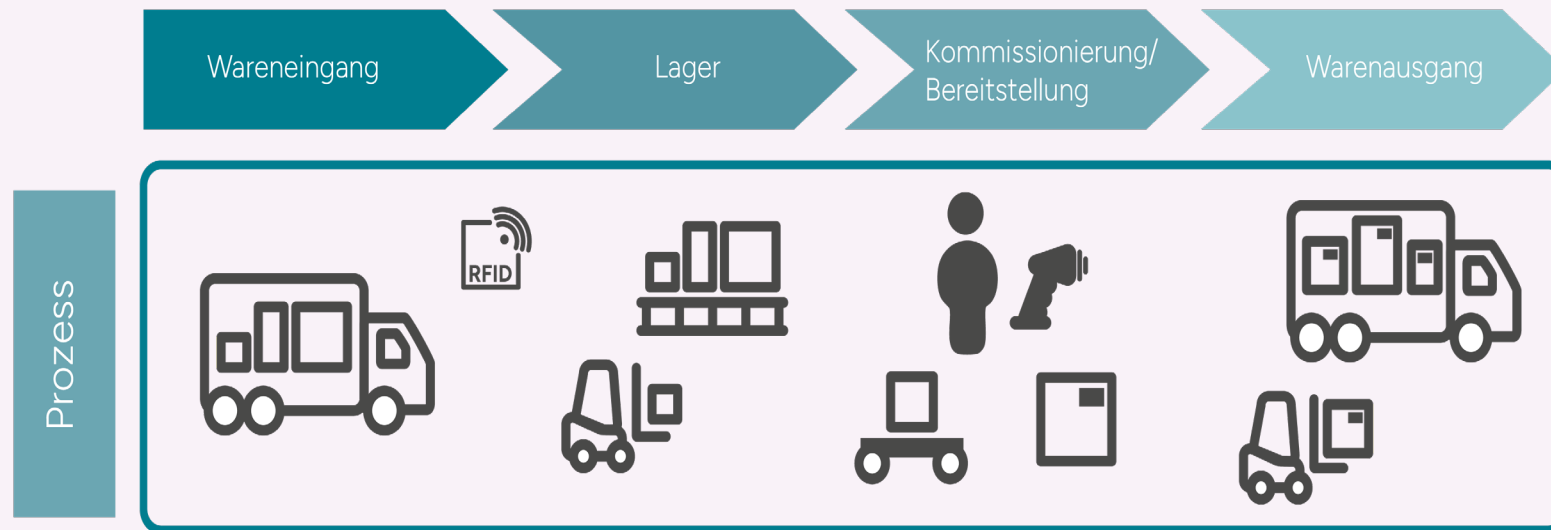 Wareneingang
Lager
Kommissionierung/
Bereitstellung
Warenausgang
Prozess
RFID